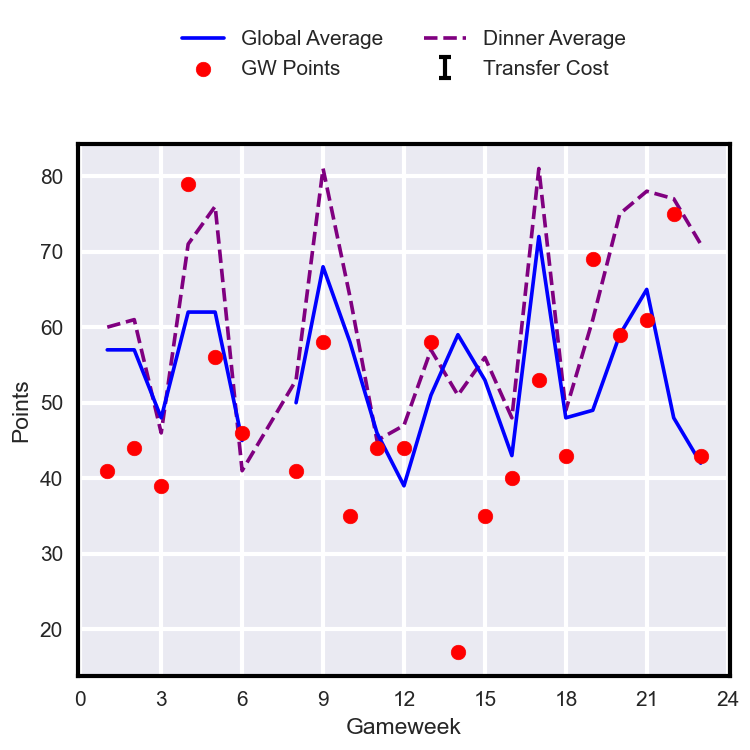 Global Average
Dinner Average
GW Points
Transfer Cost
80
70
60
50
40
30
20
Points
0 3 6 9 12 15 18 21 24
Gameweek